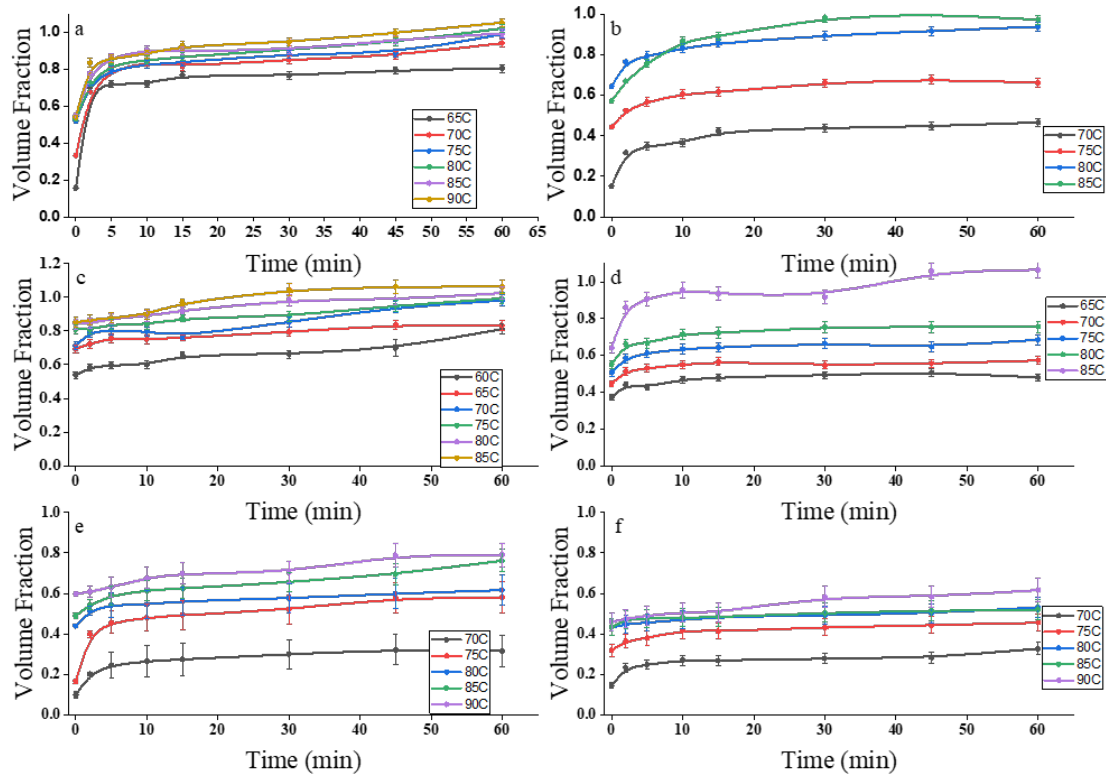 a
Volume Fraction
1.0
0.8
0.6
0.4
0.2
0.0
65C
70C
75C
80C
85C
90C
0 5 10 15 20 25 30 35 40 45 50 55 60 65
Time (min)
b
Volume Fraction
1.0
0.8
0.6
0.4
0.2
0.0
70C
75C
80C
85C
0 10 20 30 40 50 60
Time (min)
c
Volume Fraction
1.2
1.0
0.8
0.6
0.4
0.2
0.0
60C
65C
70C
75C
80C
85C
0 10 20 30 40 50 60
Time (min)
d
Volume Fraction
1.0
0.8
0.6
0.4
0.2
0.0
65C
70C
75C
80C
85C
0 10 20 30 40 50 60
Time (min)
e
Volume Fraction
1.0
0.8
0.6
0.4
0.2
0.0
70C
75C
80C
85C
90C
0 10 20 30 40 50 60
Time (min)
f
Volume Fraction
1.0
0.8
0.6
0.4
0.2
0.0
70C
75C
80C
85C
90C
0 10 20 30 40 50 60
Time (min)